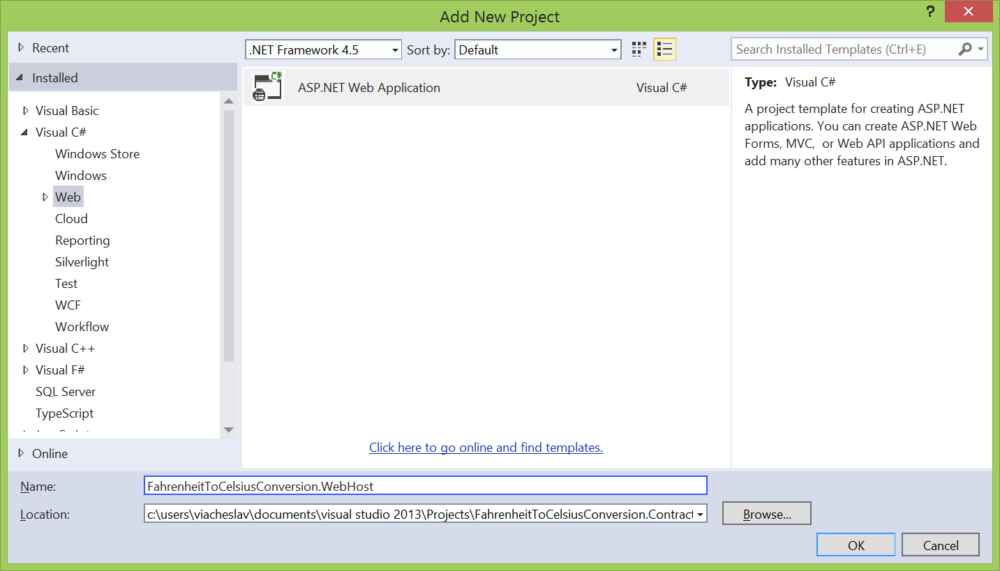 Add New Project
?
Recent
Installed
Visual Basic
Visual C#
Windows Store
Windows
Web
Cloud
Reporting
Silverlight
Test
WCF
Workflow
Visual C++
Visual F#
SQL Server
TypeScript
Online
.NET Framework 4.5
Sort by: Default
C#
ASP.NET Web Application Visual C#
Click here to go online and find templates.
Search Installed Templates (Ctrl+E)
Type: Visual C#
A project template for creating ASP.NET
applications. You can create ASP.NET Web
Forms, MVC, or Web API applications and
add many other features in ASP.NET.
Name: FahrenheitToCelsiusConversion.WebHost
Location: c:\users\viacheslav\documents\visual studio 2013\Projects\FahrenheitToCelsiusConversion.Contract
Browse...
OK Cancel